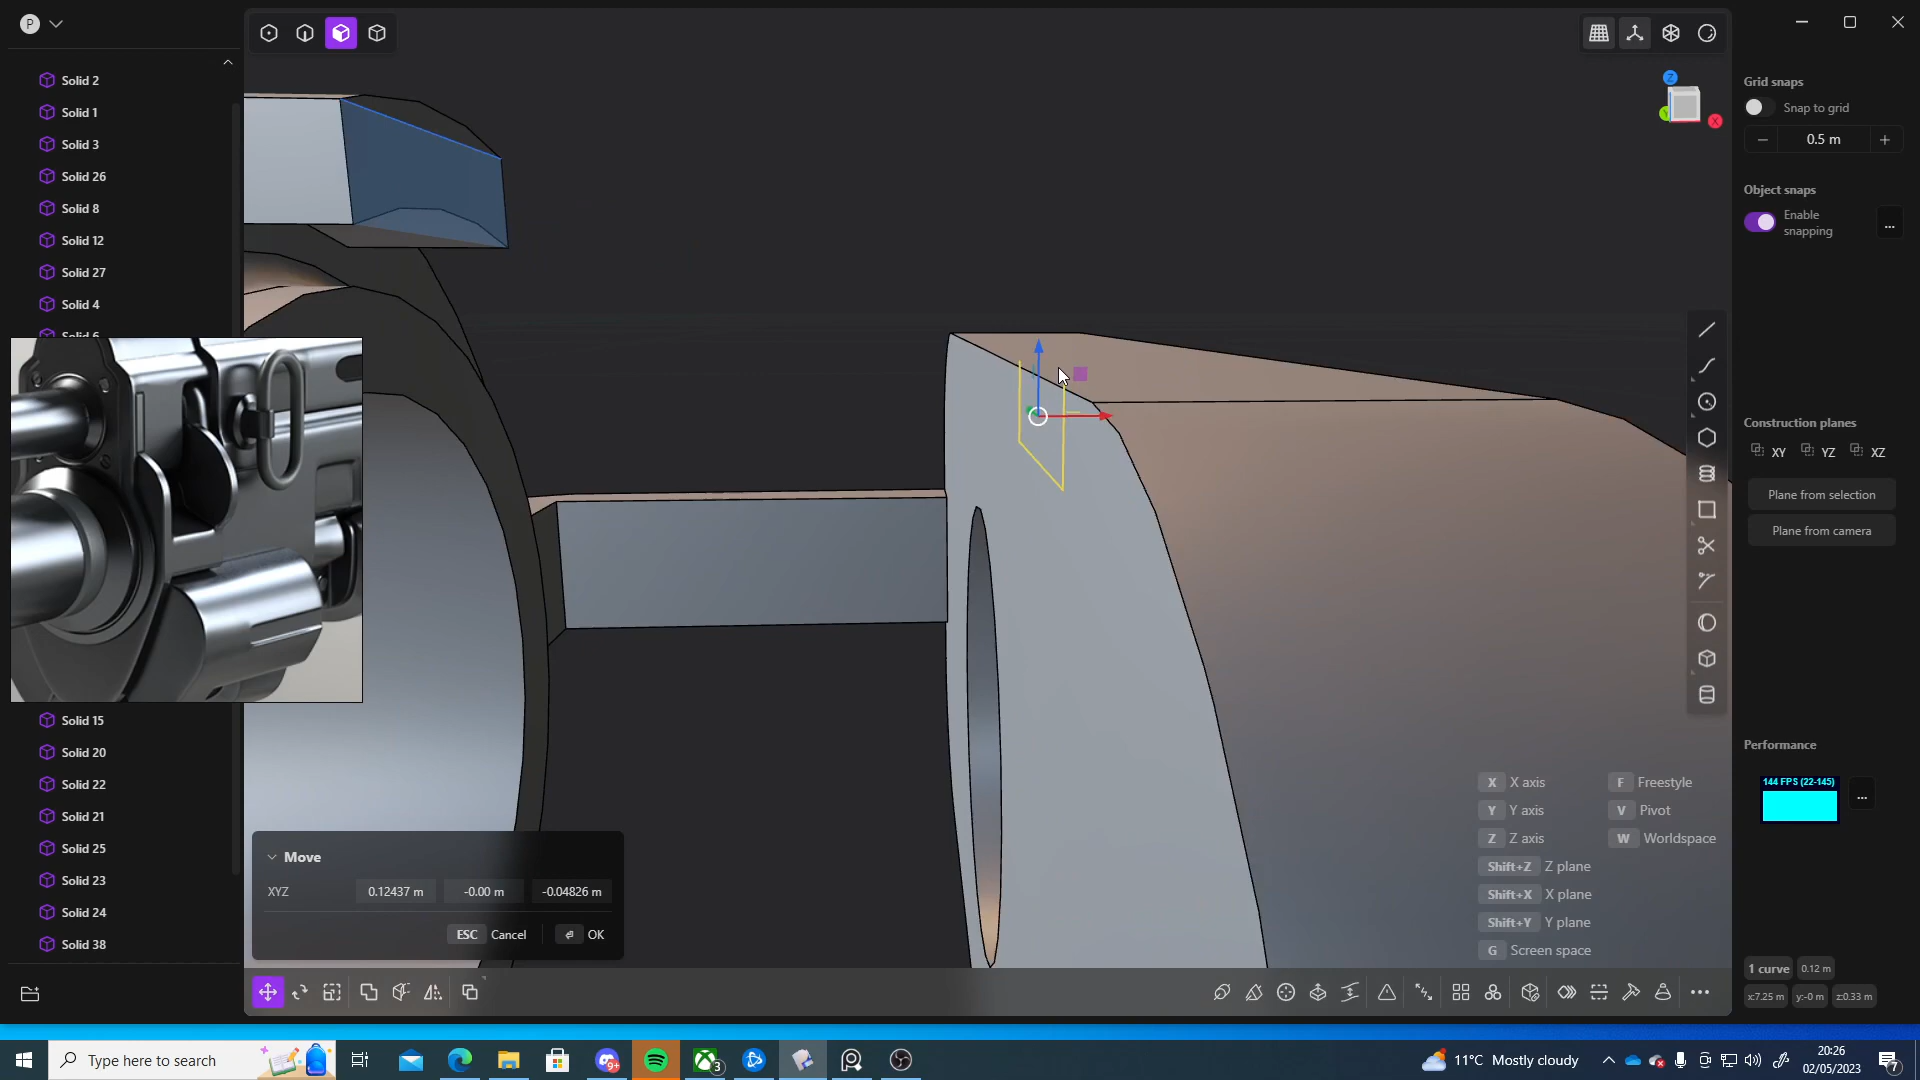 P
Solid 2
Solid 1
Solid 3
Solid 26
Solid 8
Solid 12
Solid 27
Solid 4
Solid 15
Solid 20
Solid 22
Solid 21
Solid 25
Solid 23
Solid 24
Solid 38
Z
Y
X
Grid snaps
Snap to grid
0.5 m
Object snaps
Enable
snapping
...
Construction planes
XY
YZ
XZ
Plane from selection
Plane from camera
Performance
144 FPS (22-145)
...
X X axis
F Freestyle
Y Y axis
V Pivot
Z Z axis
W Worldspace
Shift+Z Z plane
Shift+X X plane
Shift+Y Y plane
G Screen space
Move
XYZ 0.12437 m -0.00 m -0.04826 m
ESC Cancel OK
1 curve 0.12 m
x:7.25 m y:-0 m z:0.33 m
Type here to search
9+
3
11°C Mostly cloudy
20:26
02/05/2023
7